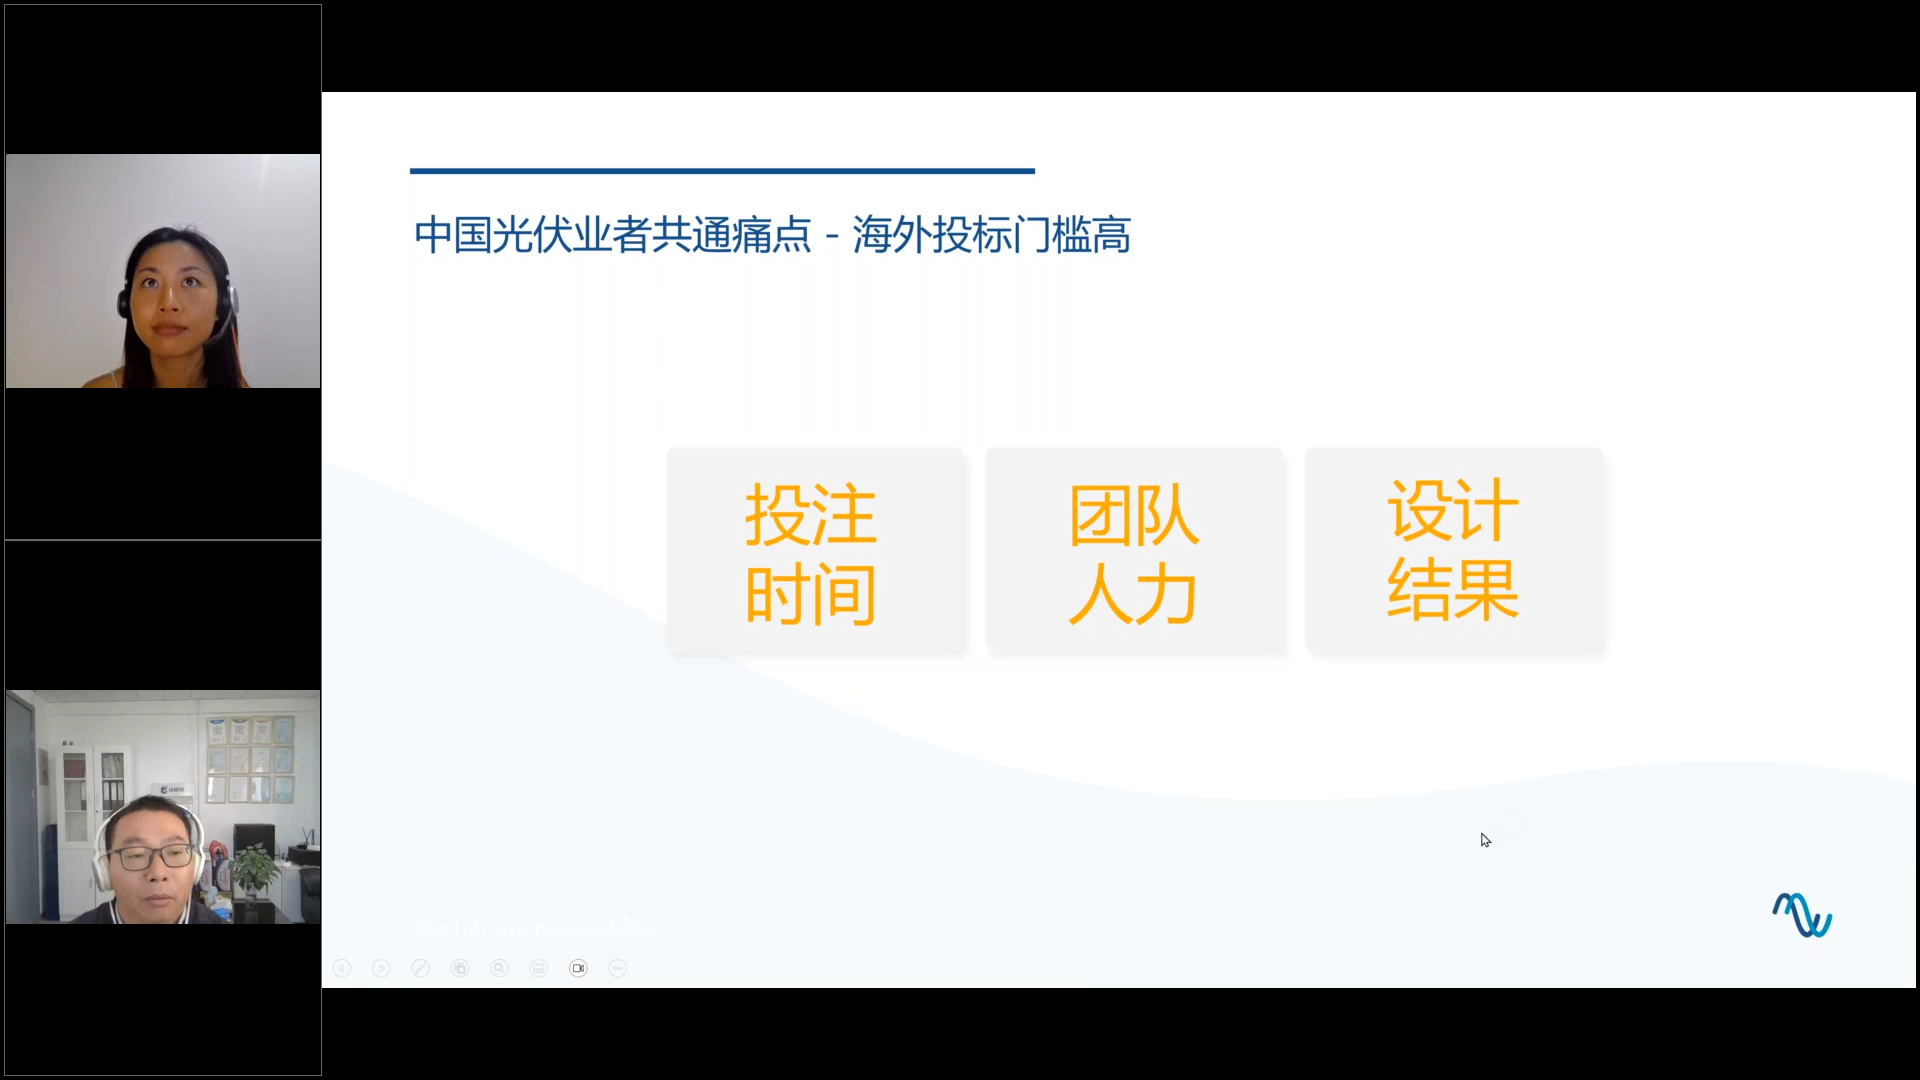 中国光伏业者共通痛点 - 海外投标门槛高
投注
时间
团队
人力
设计
结果